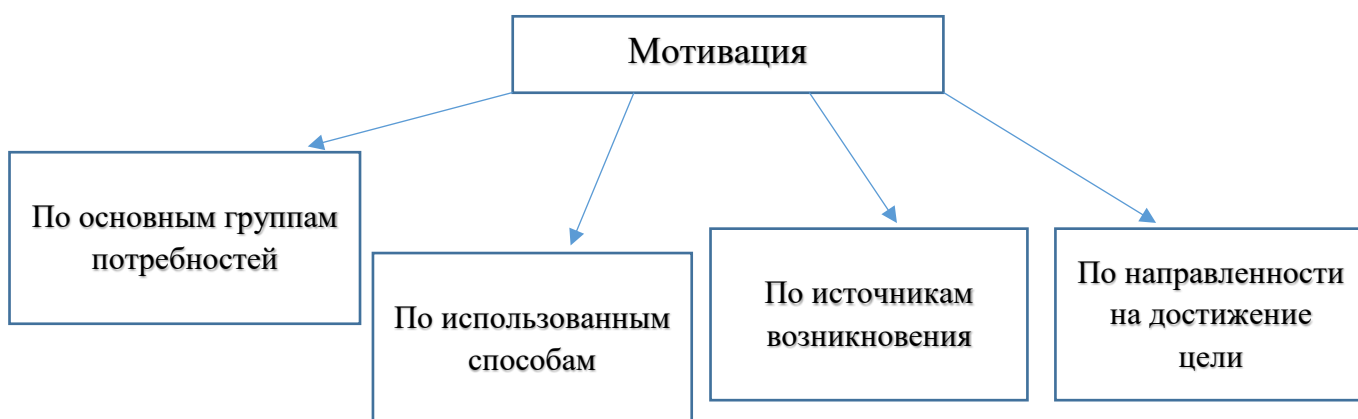 Мотивация
По основным группам
потребностей
По использованным
способам
По источникам
возникновения
По направленности
на достижение
цели